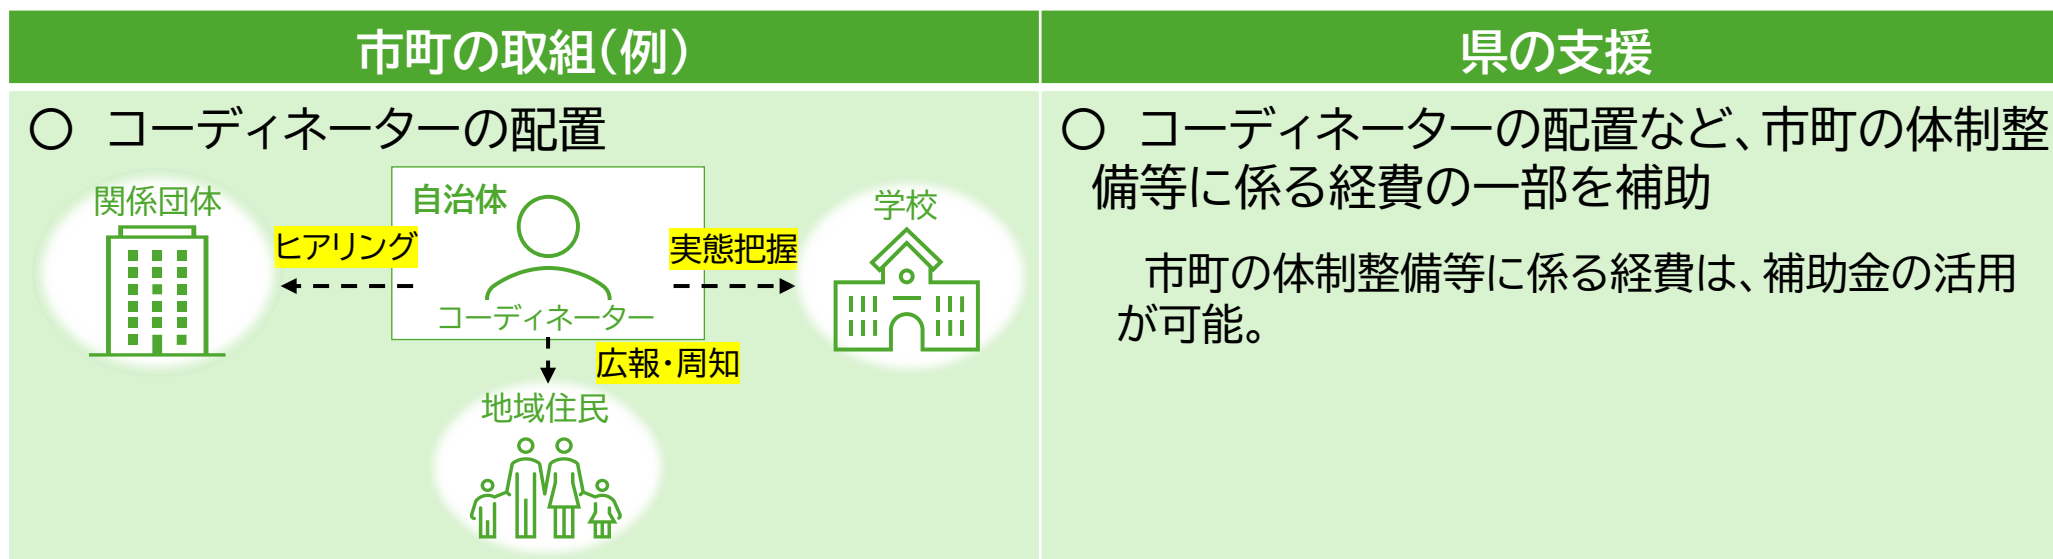 市町の取組(例)
県の支援
〇 コーディネーターの配置
関係団体
自治体
学校
ヒアリング
実態把握
コーディネーター
広報・周知
地域住民
〇 コーディネーターの配置など、市町の体制整
備等に係る経費の一部を補助
市町の体制整備等に係る経費は、補助金の活用
が可能。